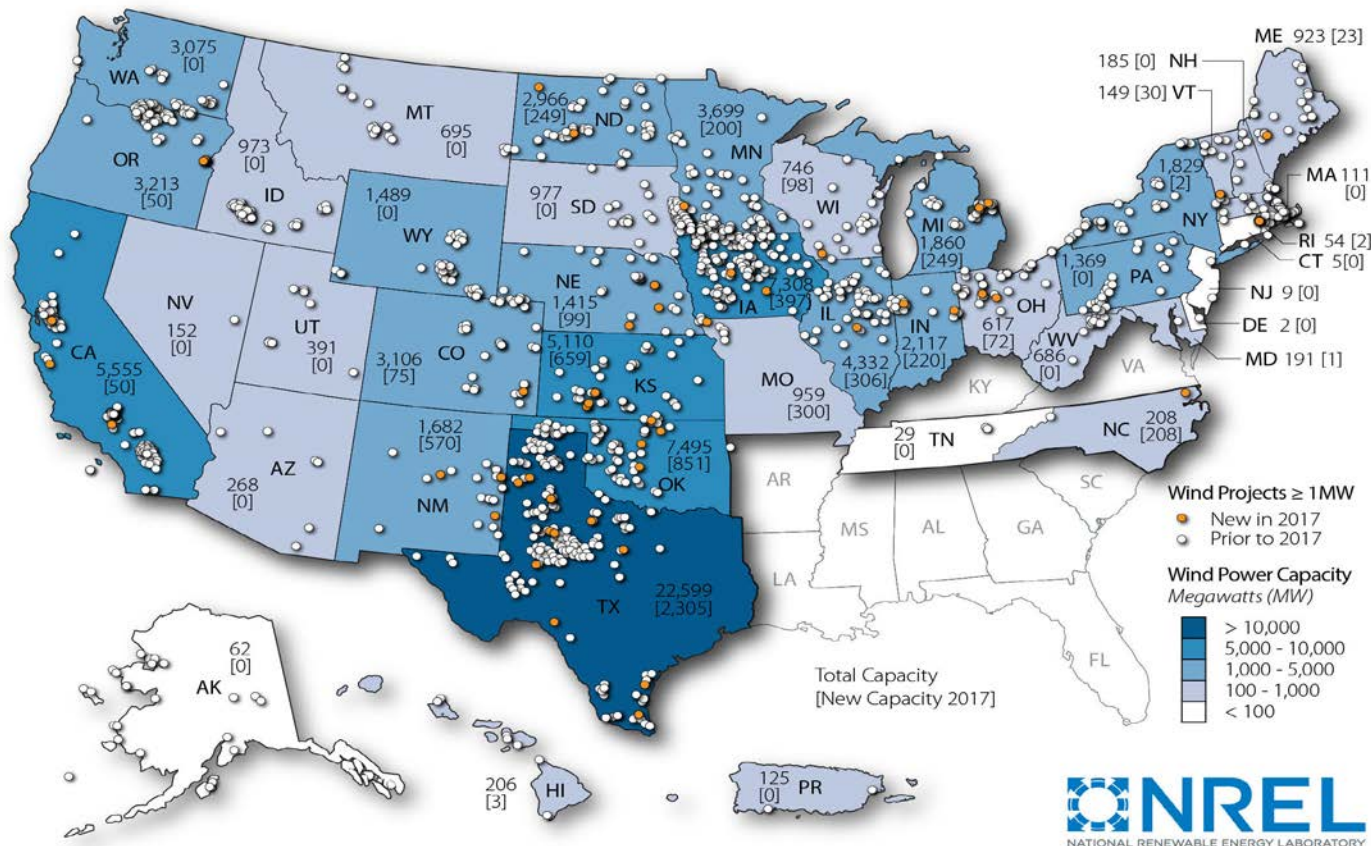 ME 923 [23]
185 [0] NH
149 [30] VT
3,075
[0]
WA
MT
695
[0]
2,966
[249]
ND
3,699
[200]
MN
OR
3,213
[50]
973
[0]
ID
1,489
[0]
WY
977
[0]
SD
746
[98]
WI
MI
1,860
[249]
1,829
[2]
NY
MA 111
[0]
RI 54 [2]
CT 5[0]
NJ 9 [0]
DE 2 [0]
MD 191 [1]
NV
152
[0]
UT
391
[0]
CA
5,555
[50]
3,106
[75]
CO
NE
1,415
[99]
7,308
[397]
IA
IL
4,332
[306]
IN
2,117
[220]
OH
617
[72]
1,369
[0]
PA
WV
686
[0]
VA
KY
5,110
[659]
KS
MO
959
[300]
AZ
268
[0]
1,682
[570]
NM
7,495
[851]
OK
29
[0]
TN
208
[208]
NC
AR
SC
MS
AL
GA
LA
FL
22,599
[2,305]
TX
Wind Projects ≥ 1MW
New in 2017
Prior to 2017
Wind Power Capacity
Megawatts (MW)
> 10,000
5,000 - 10,000
1,000 - 5,000
100 - 1,000
< 100
Total Capacity
[New Capacity 2017]
62
[0]
AK
206
[3]
HI
125
[0]
PR
NREL
NATIONAL RENEWABLE ENERGY LABORATORY